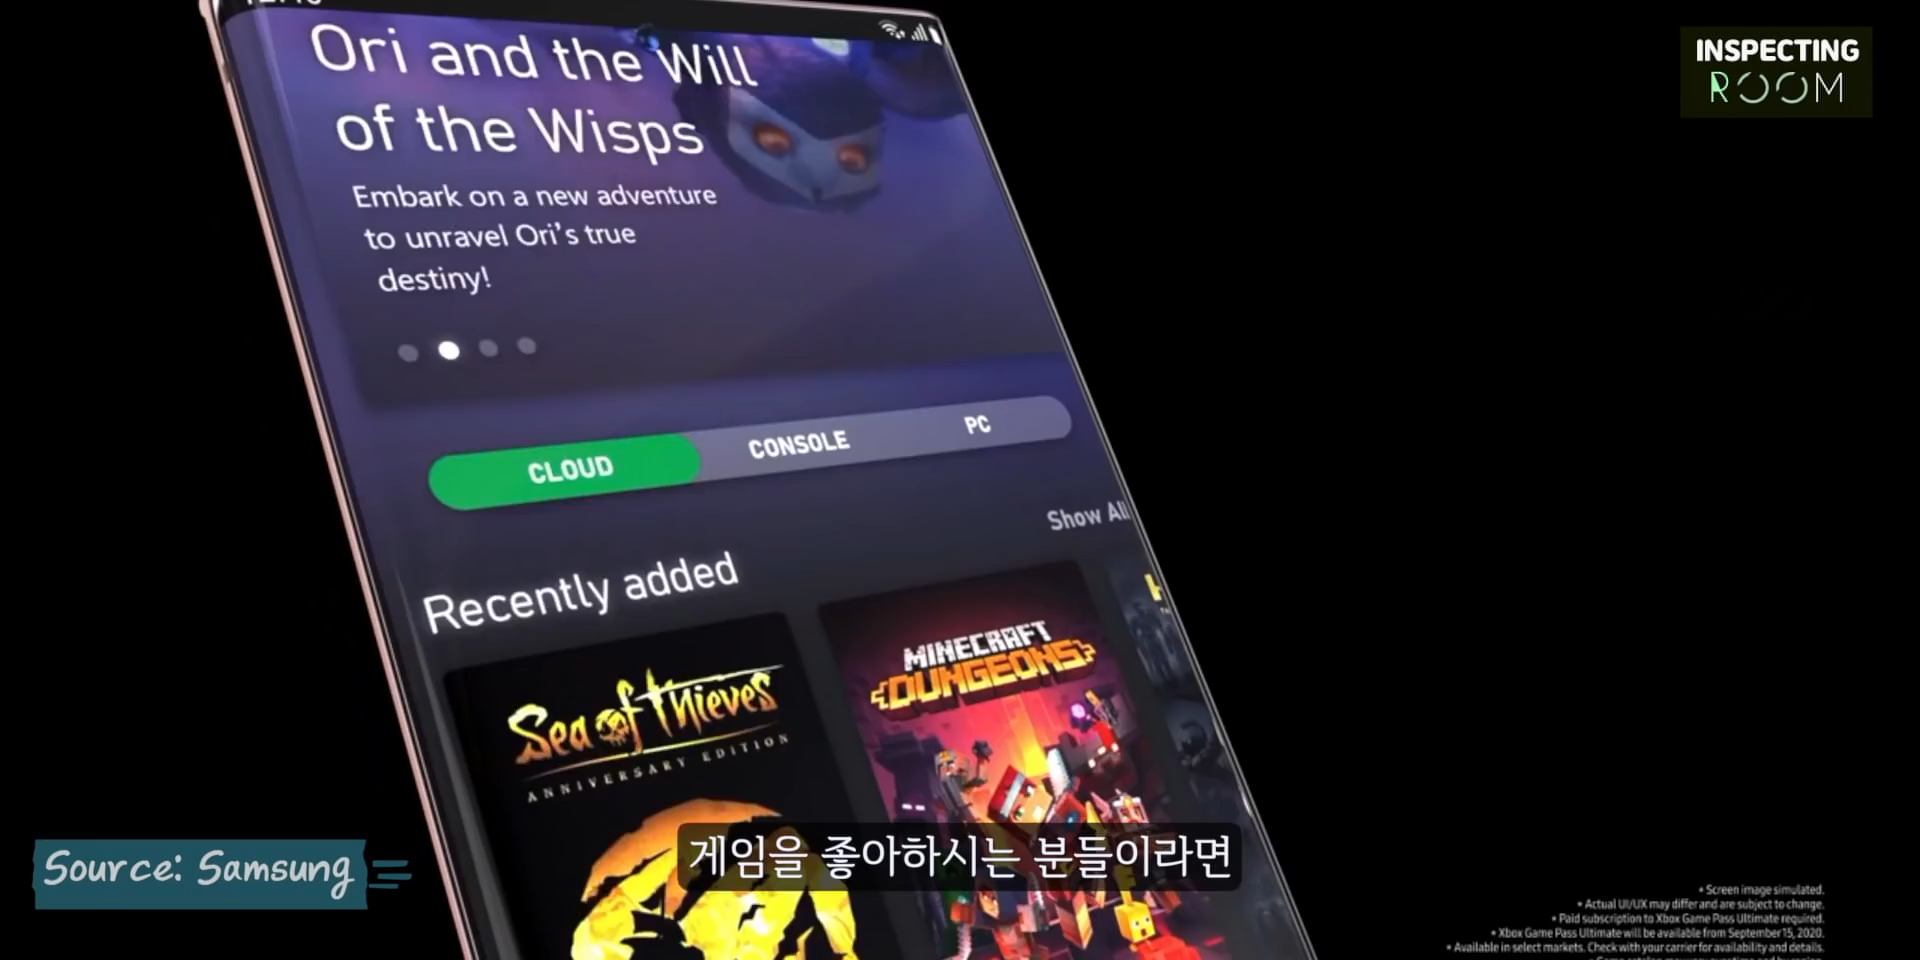 INSPECTING
ROOM
Ori and the Will
of the Wisps
Embark on a new adventure
to unravel Ori's true
destiny!
CLOUD
CONSOLE
PC
Show All
Recently added
Sea of Thieves
ANNIVERSARY EDITION
MINECRAFT
DUNGEONS
게임을 좋아하시는 분들이라면
Source: Samsung
• Screen image simulated.
• Actual UI/UX may differ and are subject to change.
• Paid subscription to Xbox Game Pass Ultimate required.
• Xbox Game Pass Ultimate will be available from September 15, 2020.
• Available in select markets. Check with your carrier for availability and details.